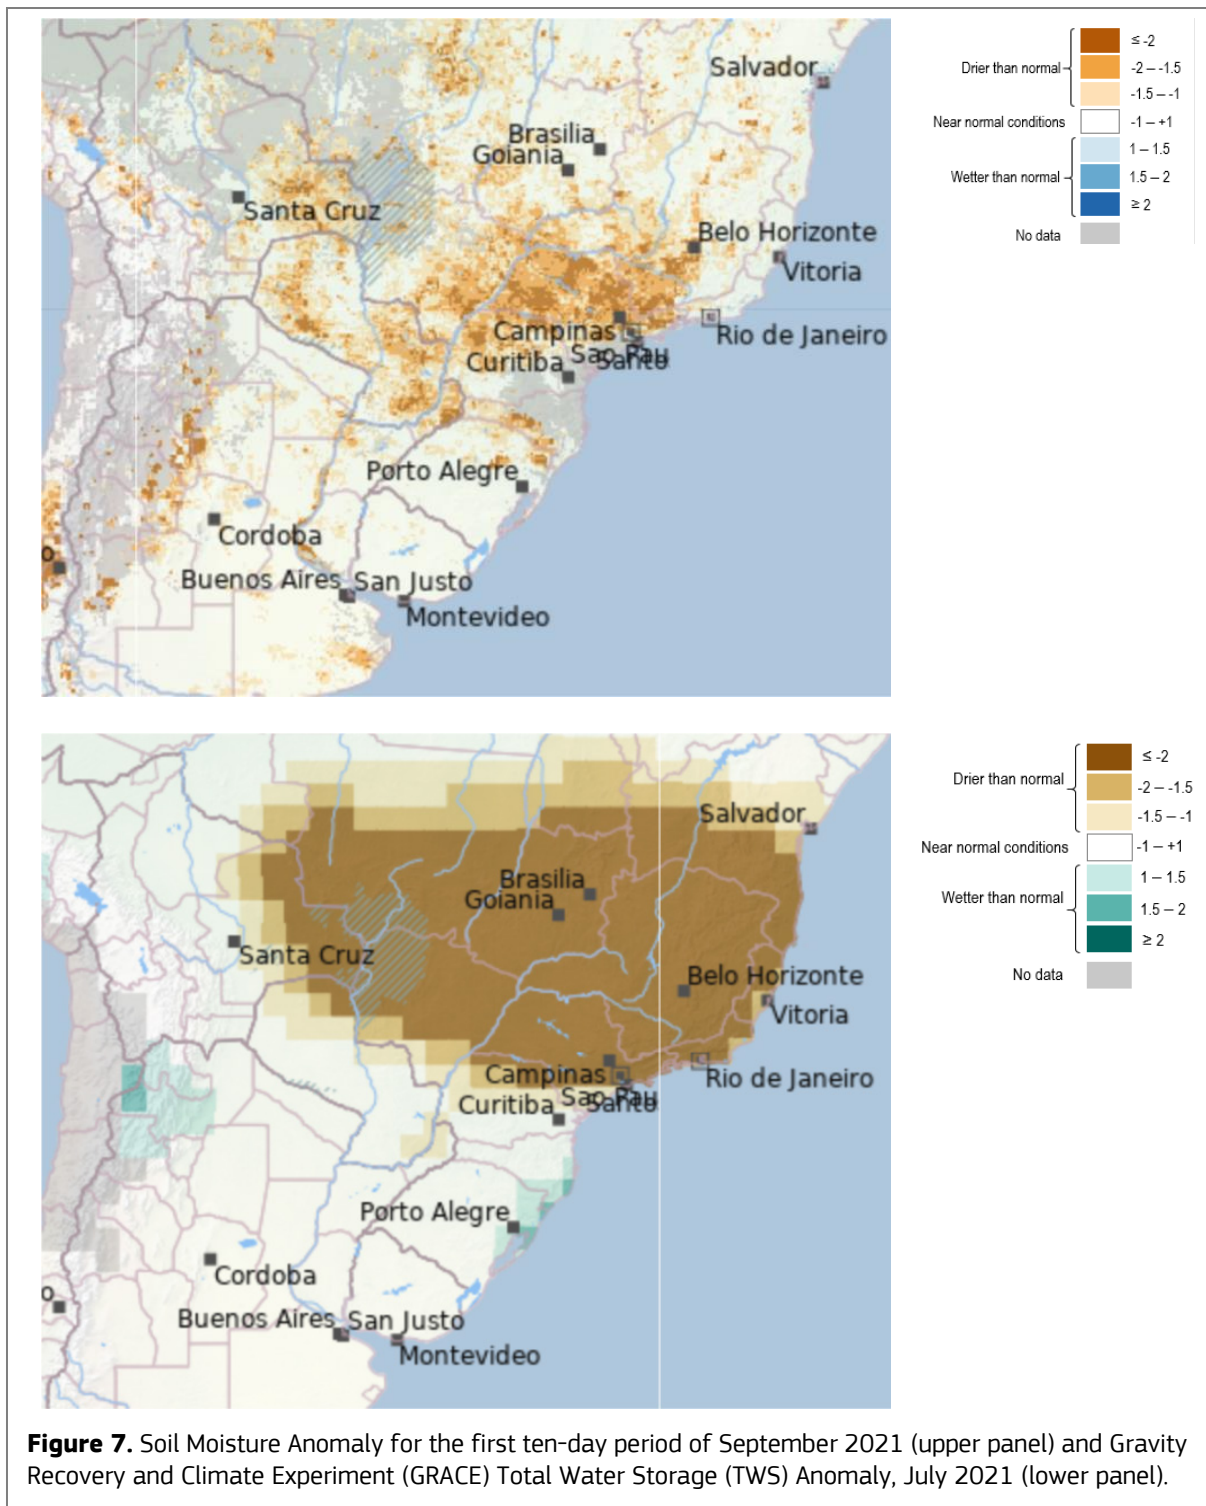 Salvador
Brasilia
Goiania
Santa Cruz
Belo Horizonte
Vitoria
Campinas
Rio de Janeiro
Curitiba
Sao Pau
Santo
Porto Alegre
Cordoba
o
Buenos Aires
San Justo
Montevideo
≤ -2
Drier than normal
-2 – -1.5
-1.5 – -1
Near normal conditions
-1 – +1
1 – 1.5
Wetter than normal
1.5 – 2
≥ 2
No data
Salvador
Brasilia
Goiania
Santa Cruz
Belo Horizonte
Vitoria
Campinas
Rio de Janeiro
Curitiba
Sao Pau
Santo
Porto Alegre
Cordoba
o
Buenos Aires
San Justo
Montevideo
≤ -2
Drier than normal
-2 – -1.5
-1.5 – -1
Near normal conditions
-1 – +1
1 – 1.5
Wetter than normal
1.5 – 2
≥ 2
No data
Figure 7. Soil Moisture Anomaly for the first ten-day period of September 2021 (upper panel) and Gravity
Recovery and Climate Experiment (GRACE) Total Water Storage (TWS) Anomaly, July 2021 (lower panel).